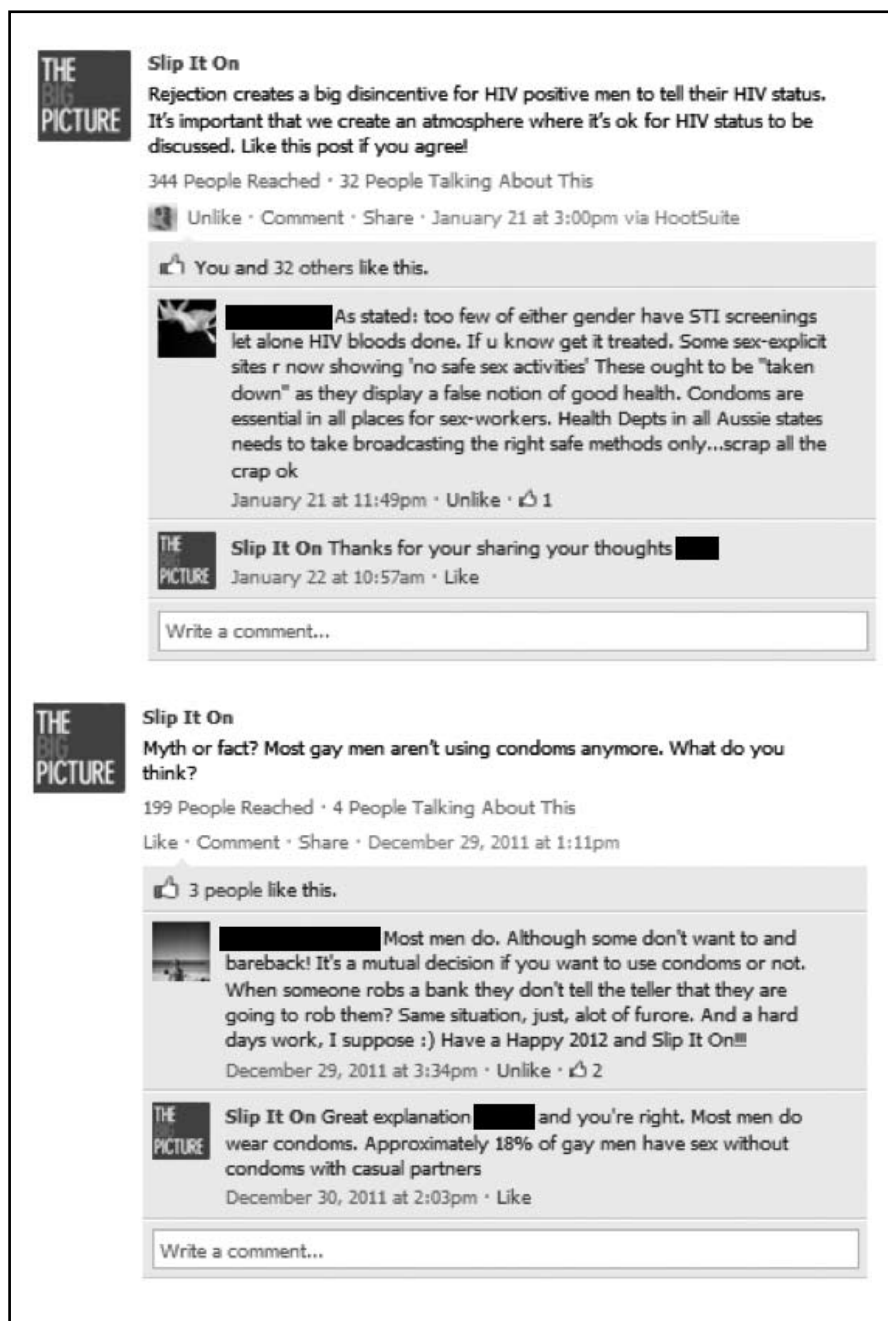 THE
BIG
PICTURE
Slip It On
Rejection creates a big disincentive for HIV positive men to tell their HIV status.
It's important that we create an atmosphere where it's ok for HIV status to be
discussed. Like this post if you agree!
344 People Reached · 32 People Talking About This
Unlike · Comment · Share · January 21 at 3:00pm via HootSuite
You and 32 others like this.
As stated: too few of either gender have STI screenings
let alone HIV bloods done. If u know get it treated. Some sex-explicit
sites r now showing 'no safe sex activities' These ought to be "taken
down" as they display a false notion of good health. Condoms are
essential in all places for sex-workers. Health Depts in all Aussie states
needs to take broadcasting the right safe methods only...scrap all the
crap ok
January 21 at 11:49pm · Unlike · 1
THE
BIG
PICTURE
Slip It On Thanks for your sharing your thoughts
January 22 at 10:57am · Like
Write a comment...
THE
BIG
PICTURE
Slip It On
Myth or fact? Most gay men aren't using condoms anymore. What do you
think?
199 People Reached · 4 People Talking About This
Like · Comment · Share · December 29, 2011 at 1:11pm
3 people like this.
Most men do. Although some don't want to and
bareback! It's a mutual decision if you want to use condoms or not.
When someone robs a bank they don't tell the teller that they are
going to rob them? Same situation, just, alot of furore. And a hard
days work, I suppose :) Have a Happy 2012 and Slip It On!!!
December 29, 2011 at 3:34pm · Unlike · 2
THE
BIG
PICTURE
Slip It On Great explanation and you're right. Most men do
wear condoms. Approximately 18% of gay men have sex without
condoms with casual partners
December 30, 2011 at 2:03pm · Like
Write a comment...